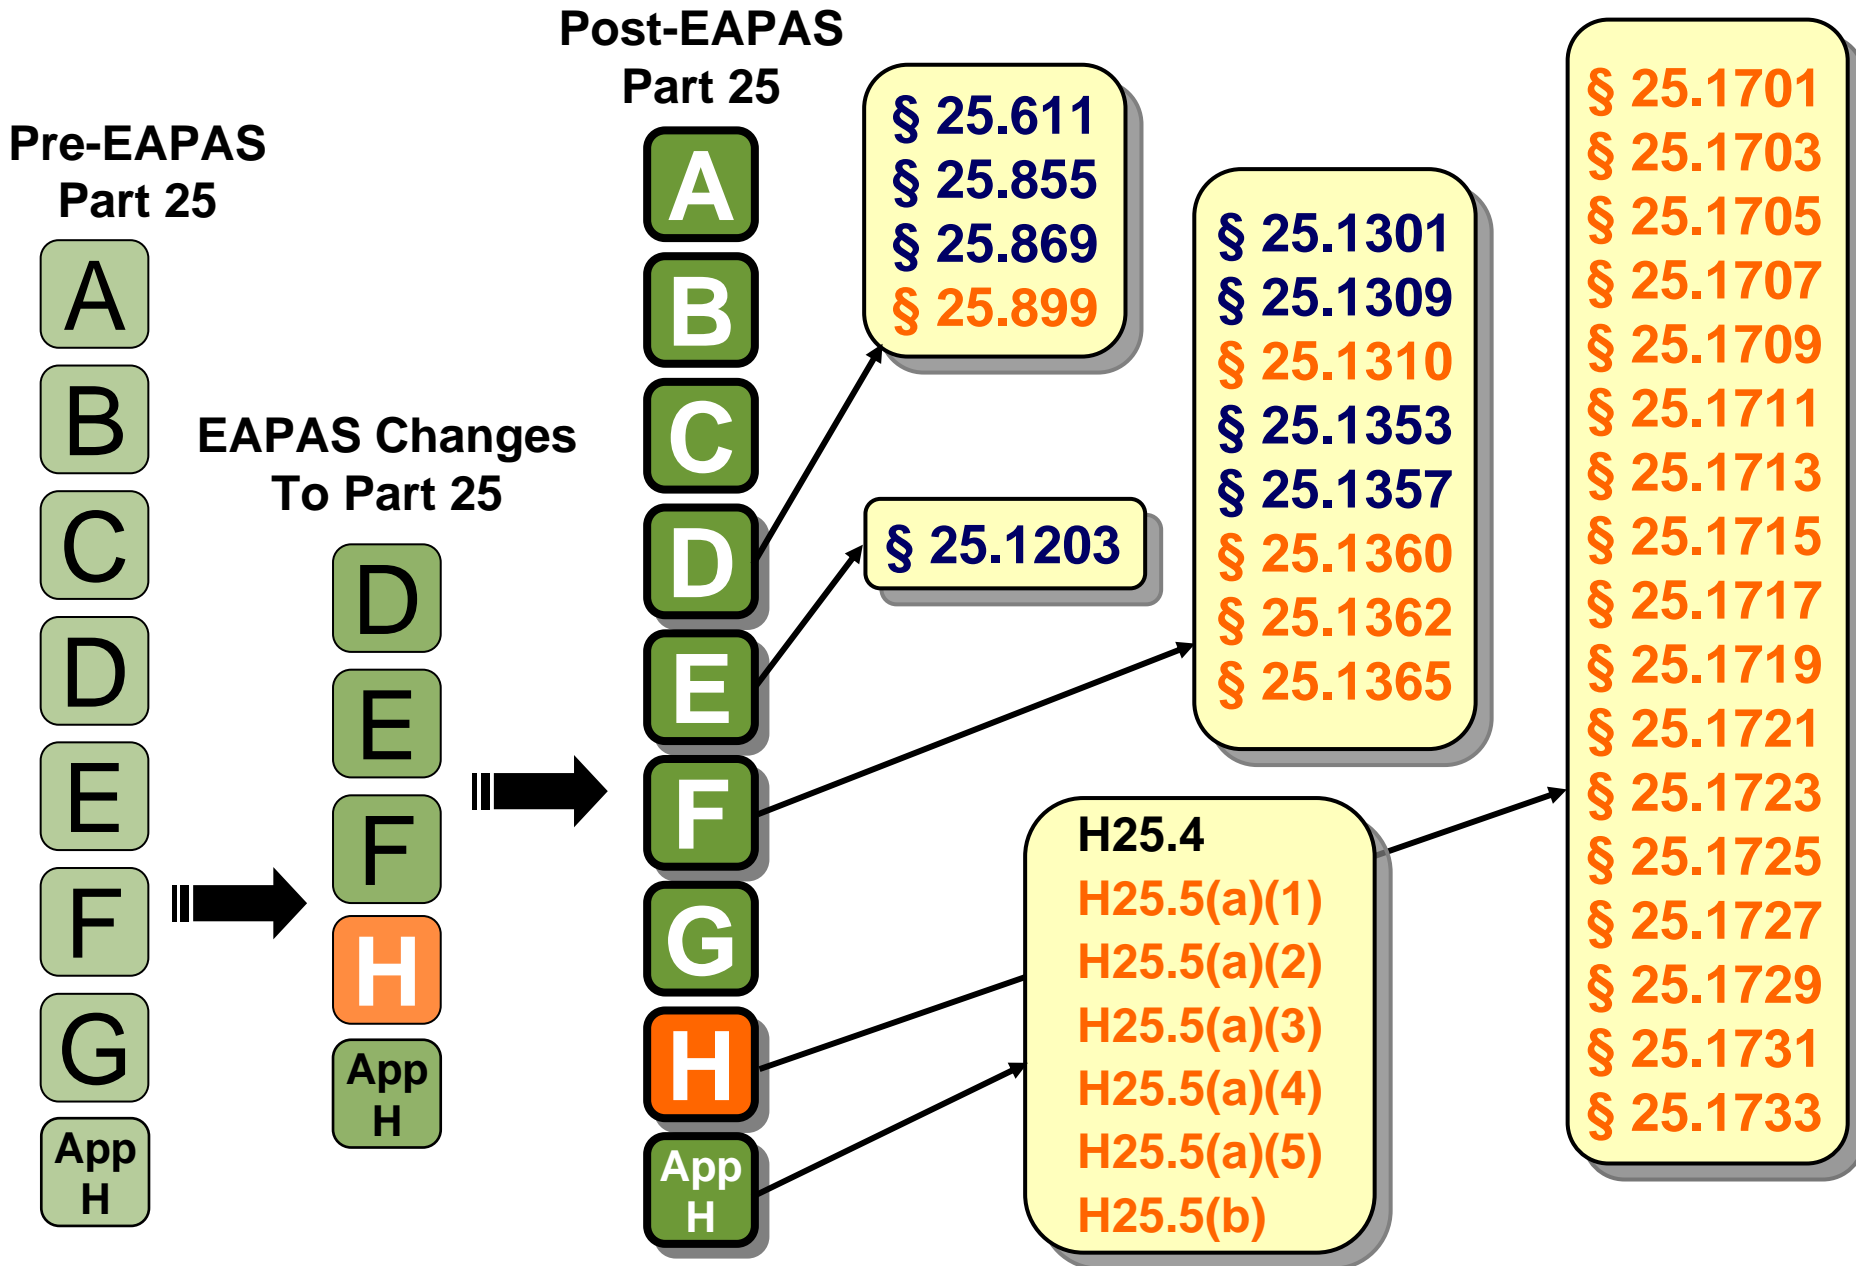 Pre-EAPAS
Part 25
A
B
C
D
E
F
G
App
H
EAPAS Changes
To Part 25
D
E
F
H
App
H
Post-EAPAS
Part 25
A
B
C
D
E
F
G
H
App
H
§ 25.611
§ 25.855
§ 25.869
§ 25.899
§ 25.1203
§ 25.1301
§ 25.1309
§ 25.1310
§ 25.1353
§ 25.1357
§ 25.1360
§ 25.1362
§ 25.1365
H25.4
H25.5(a)(1)
H25.5(a)(2)
H25.5(a)(3)
H25.5(a)(4)
H25.5(a)(5)
H25.5(b)
§ 25.1701
§ 25.1703
§ 25.1705
§ 25.1707
§ 25.1709
§ 25.1711
§ 25.1713
§ 25.1715
§ 25.1717
§ 25.1719
§ 25.1721
§ 25.1723
§ 25.1725
§ 25.1727
§ 25.1729
§ 25.1731
§ 25.1733